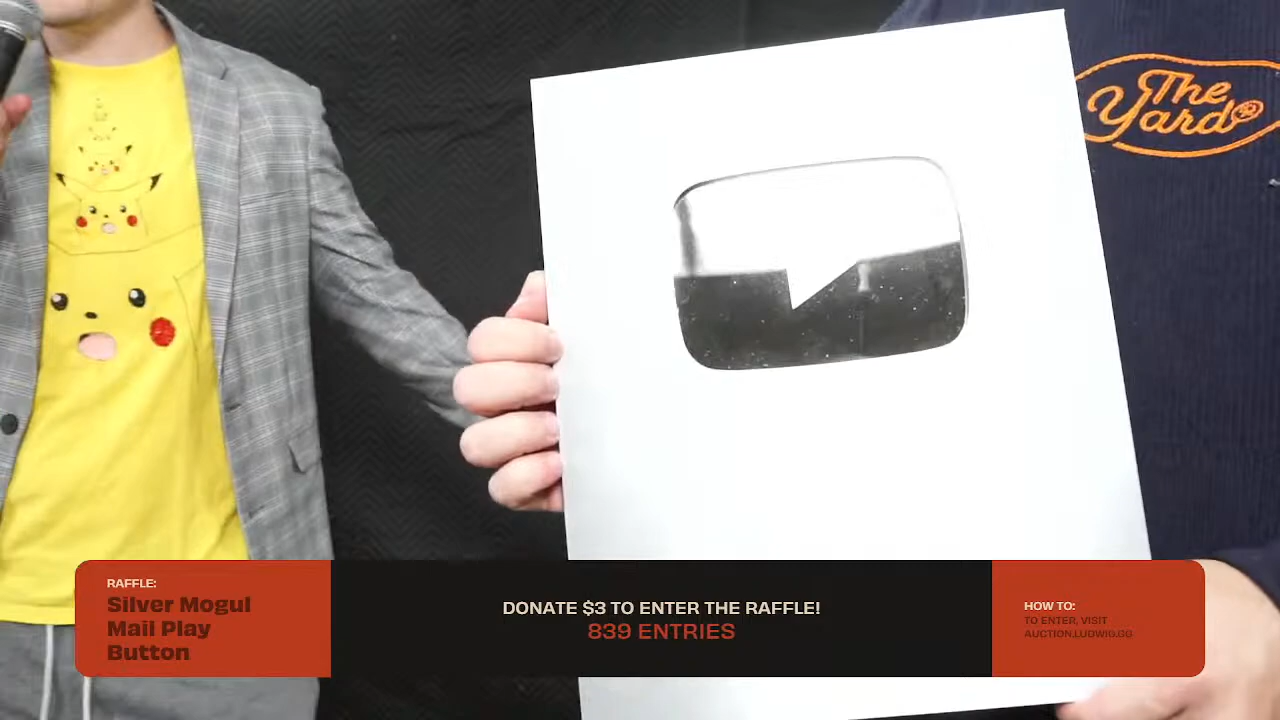 The
Yard
RAFFLE:
Silver Mogul
Mail Play
Button
DONATE $3 TO ENTER THE RAFFLE!
839 ENTRIES
HOW TO:
TO ENTER, VISIT
AUCTION.LUDWIG.GG